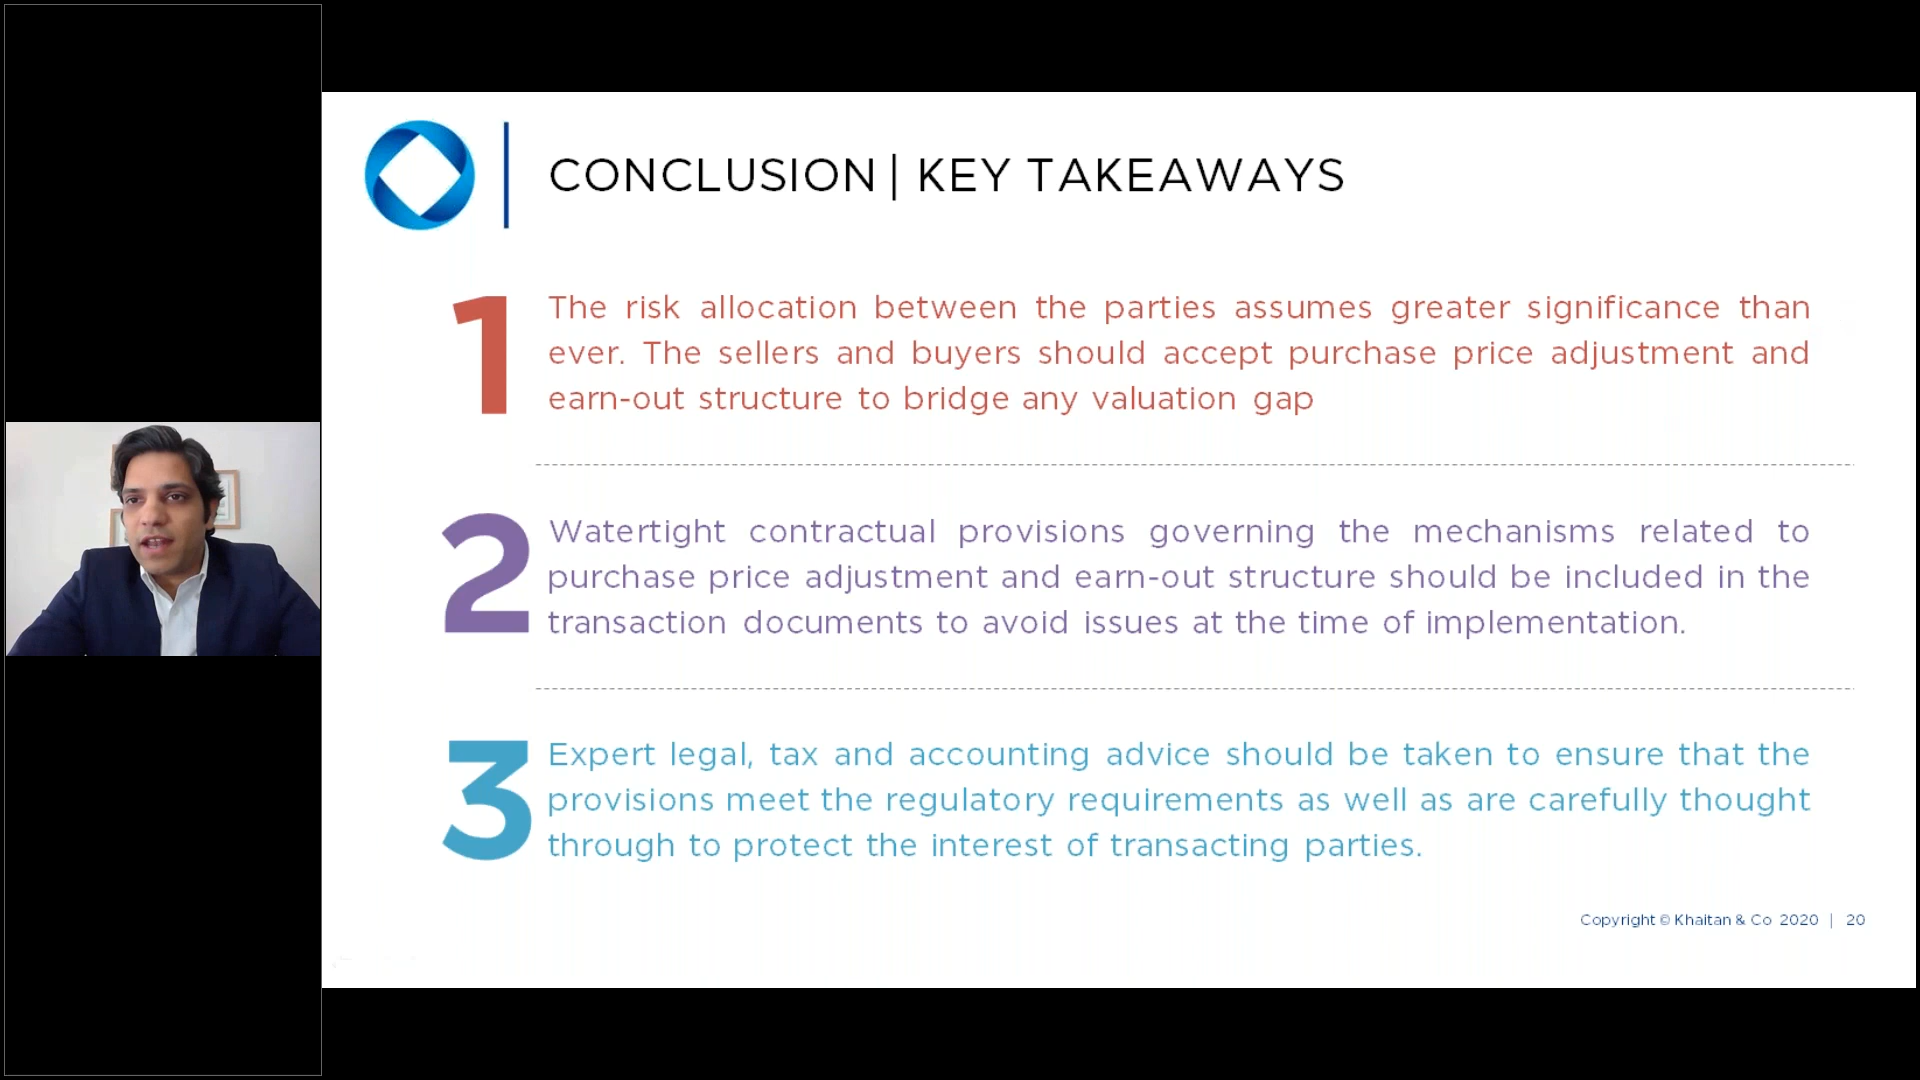 CONCLUSION | KEY TAKEAWAYS
1
The risk allocation between the parties assumes greater significance than
ever. The sellers and buyers should accept purchase price adjustment and
earn-out structure to bridge any valuation gap
2
Watertight contractual provisions governing the mechanisms related to
purchase price adjustment and earn-out structure should be included in the
transaction documents to avoid issues at the time of implementation.
3
Expert legal, tax and accounting advice should be taken to ensure that the
provisions meet the regulatory requirements as well as are carefully thought
through to protect the interest of transacting parties.
Copyright © Khaitan & Co 2020 | 20